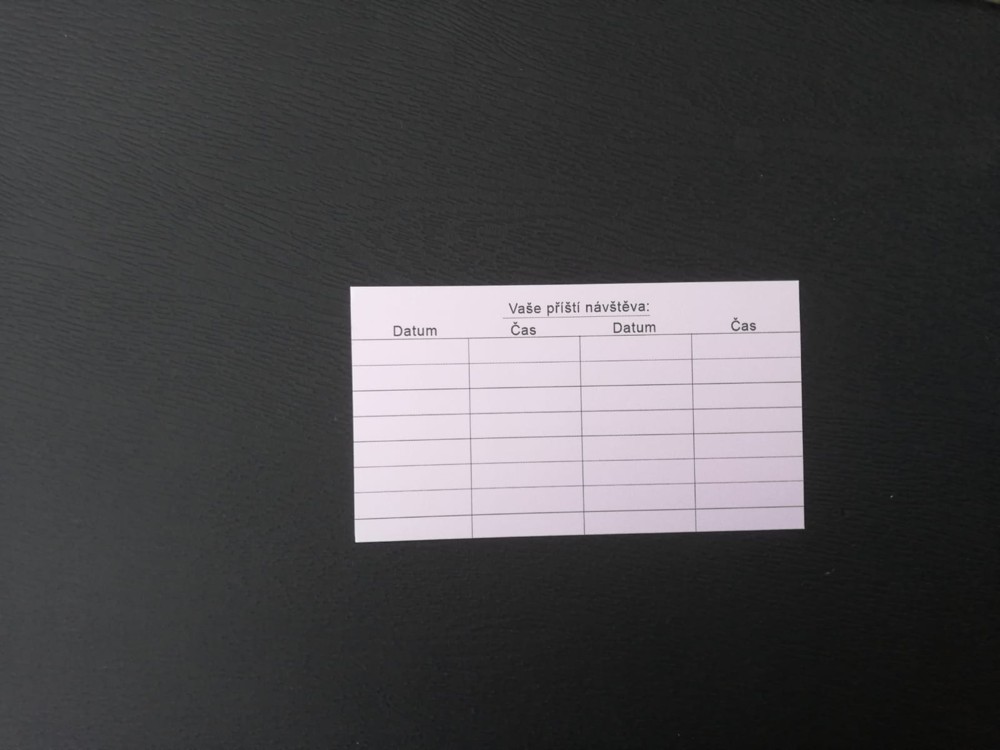 Vaše příští návštěva:
Datum Čas Datum Čas